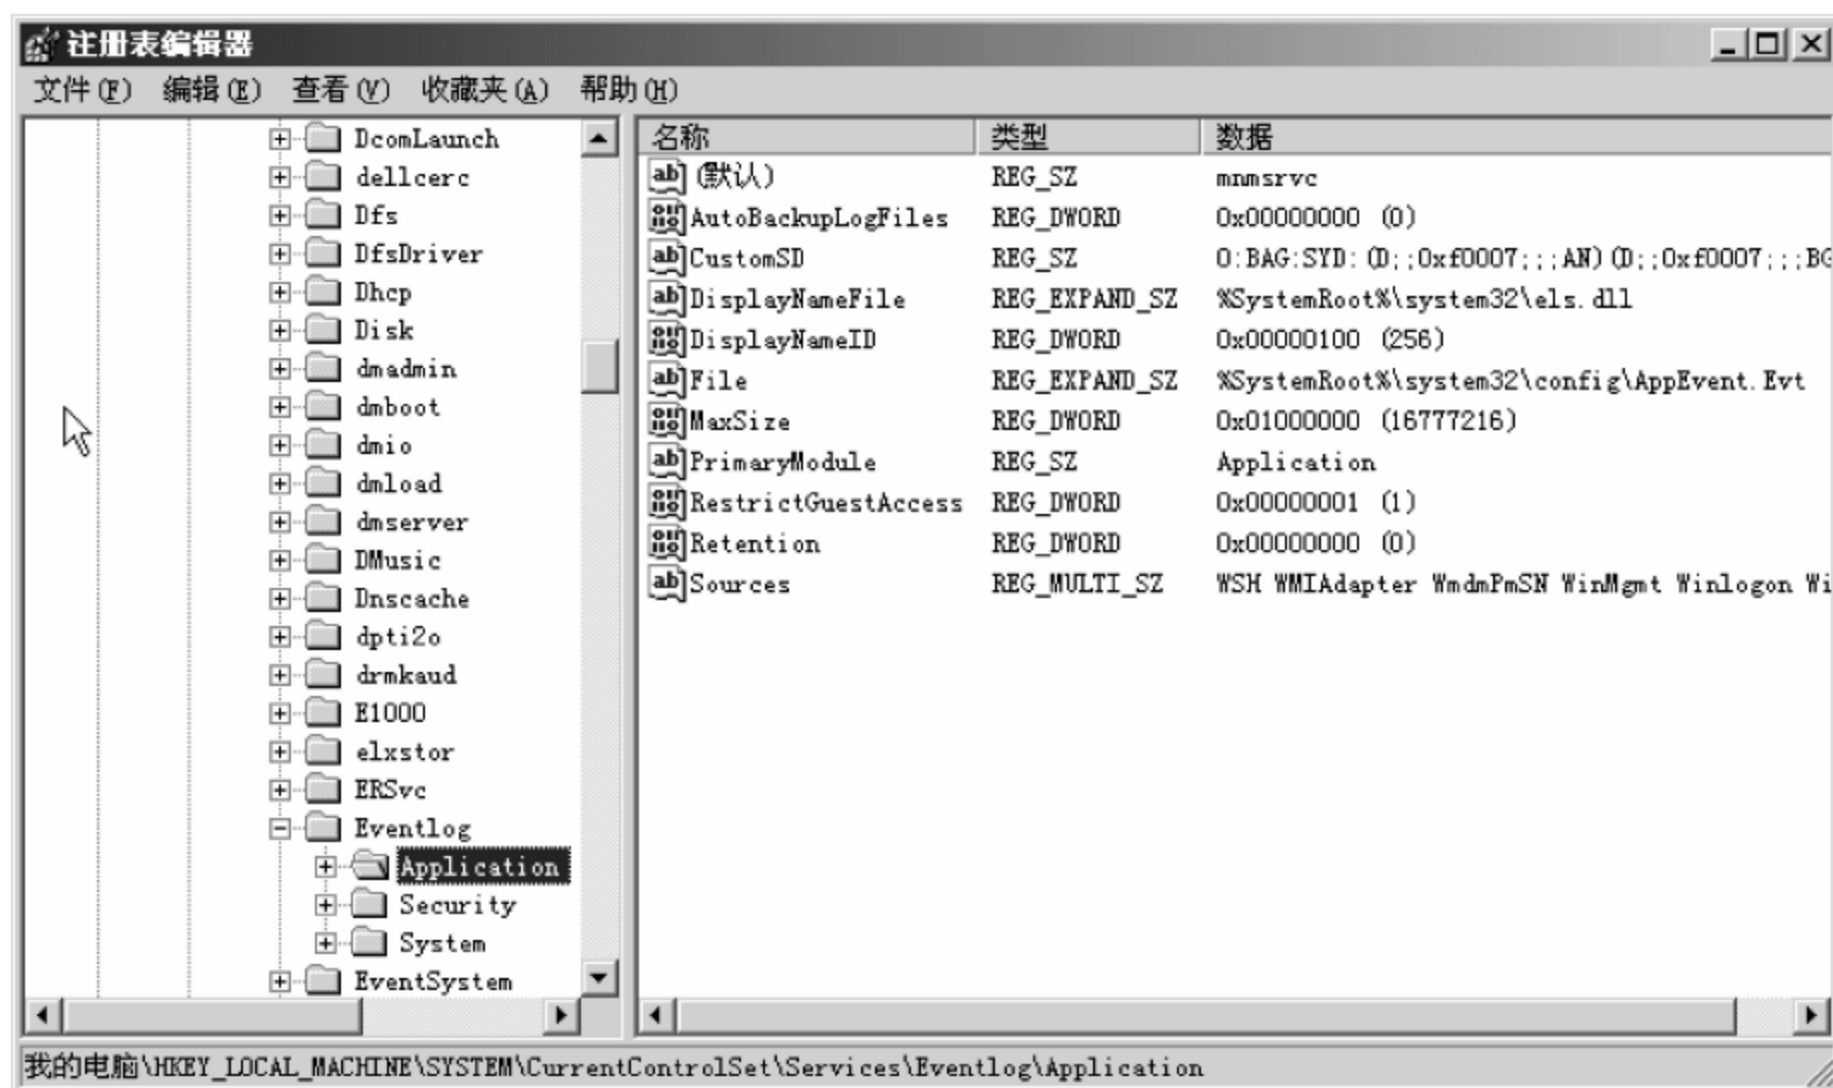 注册表编辑器
文件(F) 编辑(E) 查看(V) 收藏夹(A) 帮助(H)
DcomLaunch
dellcerc
Dfs
DfsDriver
Dhcp
Disk
dmadmin
dmboot
dmio
dmload
dmserver
DMusic
Dnscache
dpti2o
drmkaud
E1000
elxstor
ERSvc
Eventlog
Application
Security
System
EventSystem
名称 类型 数据
(默认) REG_SZ mnmsrvc
AutoBackupLogFiles REG_DWORD 0x00000000 (0)
CustomSD REG_SZ O:BAG:SYD:(D;;0xf0007;;;AN)(D;;0xf0007;;;BG
DisplayNameFile REG_EXPAND_SZ %SystemRoot%\system32\els.dll
DisplayNameID REG_DWORD 0x00000100 (256)
File REG_EXPAND_SZ %SystemRoot%\system32\config\AppEvent.Evt
MaxSize REG_DWORD 0x01000000 (16777216)
PrimaryModule REG_SZ Application
RestrictGuestAccess REG_DWORD 0x00000001 (1)
Retention REG_DWORD 0x00000000 (0)
Sources REG_MULTI_SZ WSH WMIAdapter WmdmPmSN WinMgmt Winlogon Wi
我的电脑\HKEY_LOCAL_MACHINE\SYSTEM\CurrentControlSet\Services\Eventlog\Application